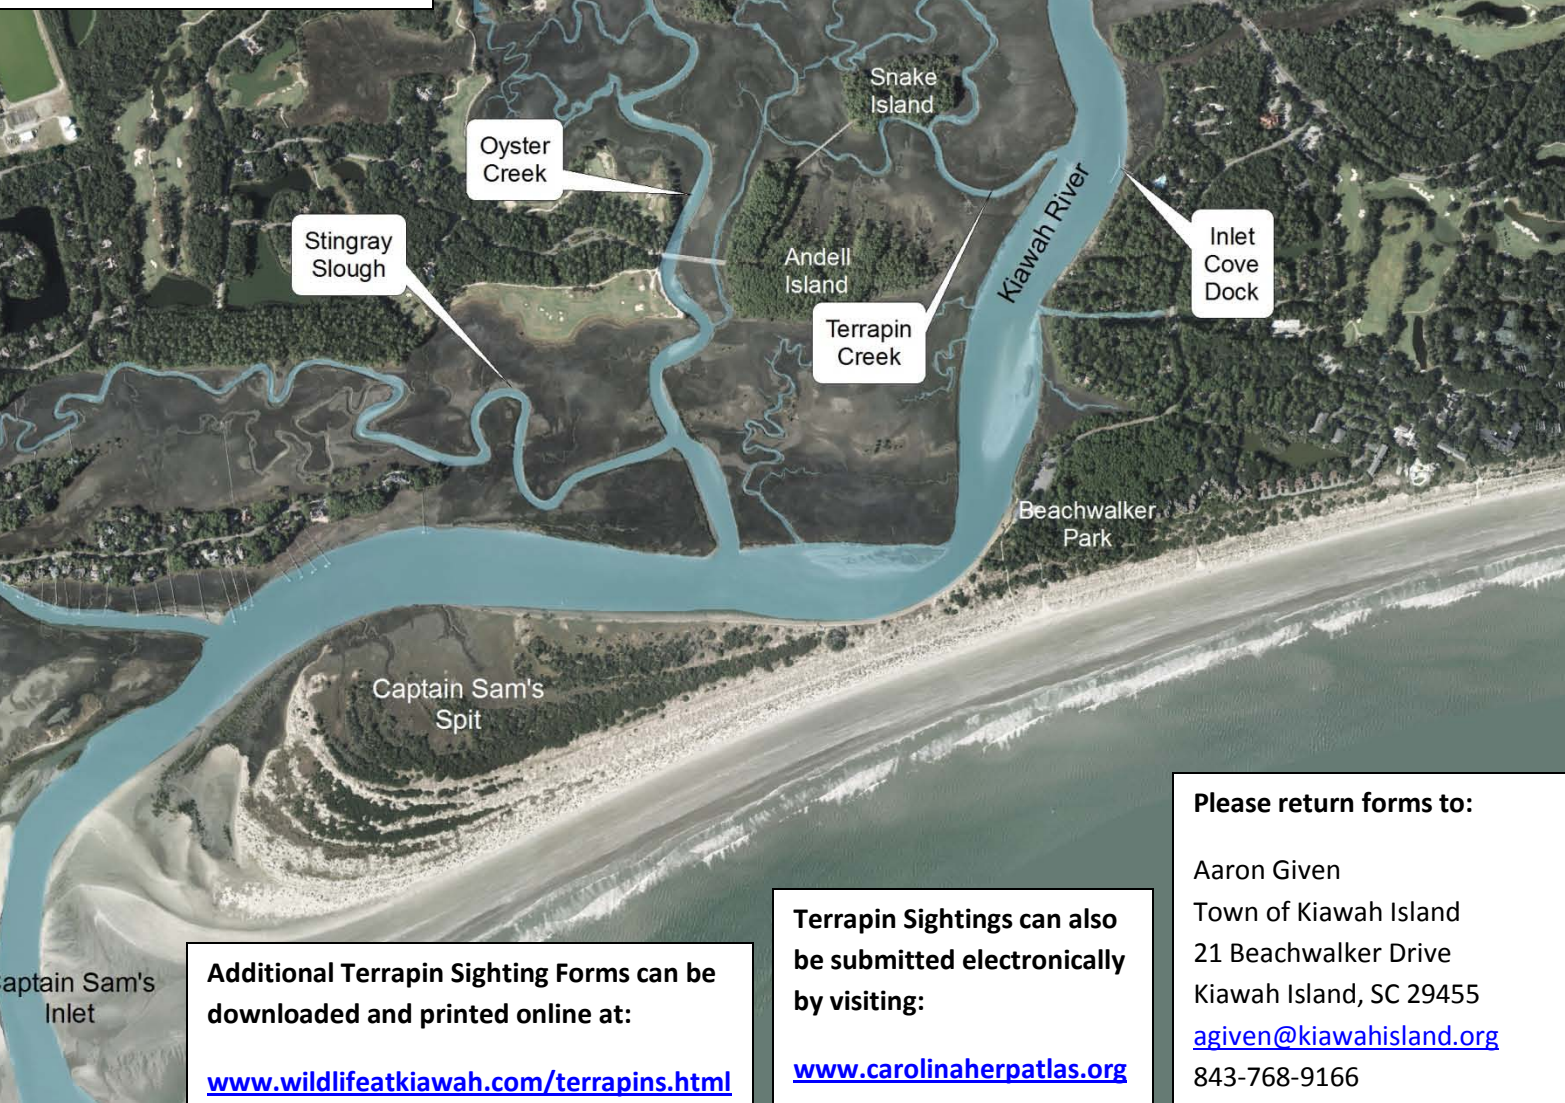 Snake
Island
Oyster
Creek
Stingray
Slough
Andell
Island
Kiawah River
Inlet
Cove
Dock
Terrapin
Creek
Beachwalker
Park
Captain Sam's
Spit
aptain Sam's
Inlet
Additional Terrapin Sighting Forms can be
downloaded and printed online at:
www.wildlifeatkiawah.com/terrapins.html
Terrapin Sightings can also
be submitted electronically
by visiting:
www.carolinaherpatlas.org
Please return forms to:
Aaron Given
Town of Kiawah Island
21 Beachwalker Drive
Kiawah Island, SC 29455
agiven@kiawahisland.org
843-768-9166